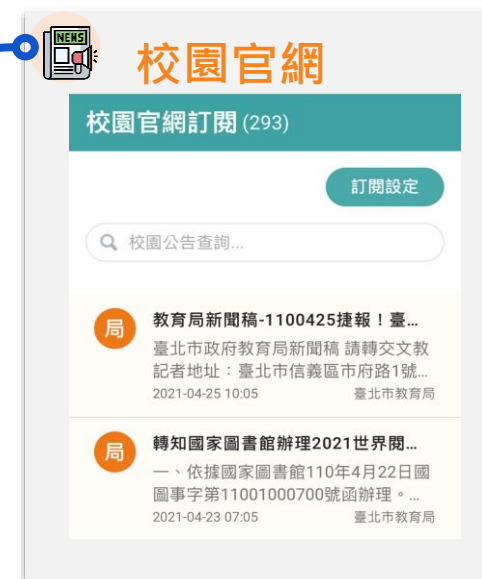 NEWS
校園官網
校園官網訂閱 (293)
訂閱設定
校園公告查詢...
局
教育局新聞稿-1100425捷報！臺...
臺北市政府教育局新聞稿 請轉交文教
記者地址：臺北市信義區市府路1號...
2021-04-25 10:05 臺北市教育局
局
轉知國家圖書館辦理2021世界閱...
一、依據國家圖書館110年4月22日國
圖事字第11001000700號函辦理。...
2021-04-23 07:05 臺北市教育局